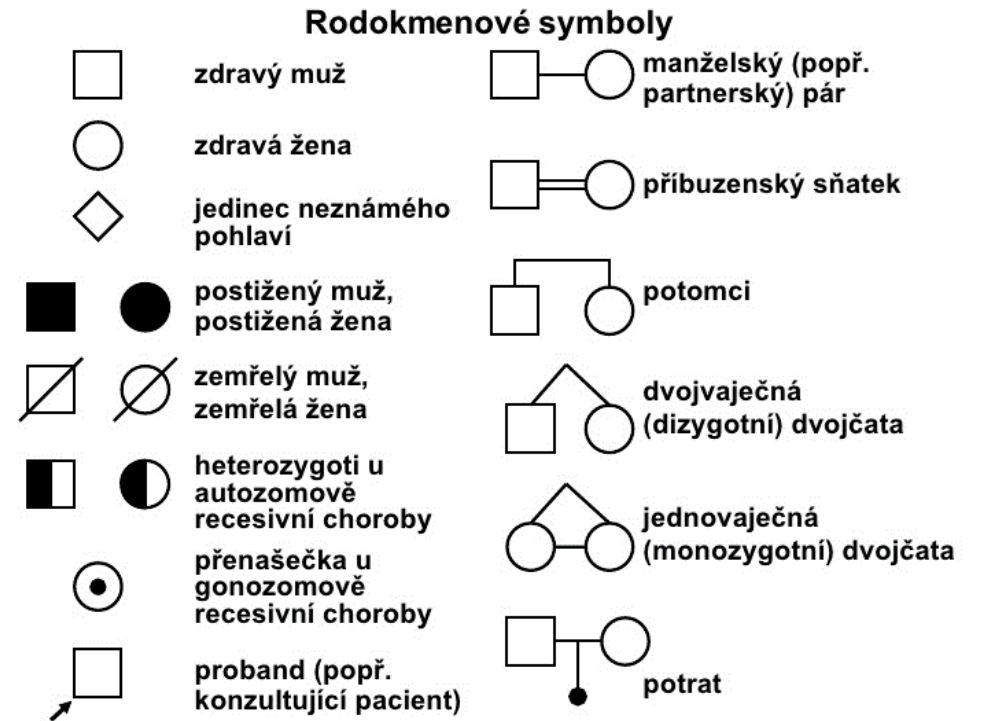 Rodokmenové symboly
zdravý muž
zdravá žena
jedinec neznámého
pohlaví
postižený muž,
postižená žena
zemřelý muž,
zemřelá žena
heterozygoti u
autozomově
recesivní choroby
přenašečka u
gonozomově
recesivní choroby
proband (popř.
konzultující pacient)
manželský (popř.
partnerský) pár
příbuzenský sňatek
potomci
dvojvaječná
(dizygotní) dvojčata
jednovaječná
(monozygotní) dvojčata
potrat